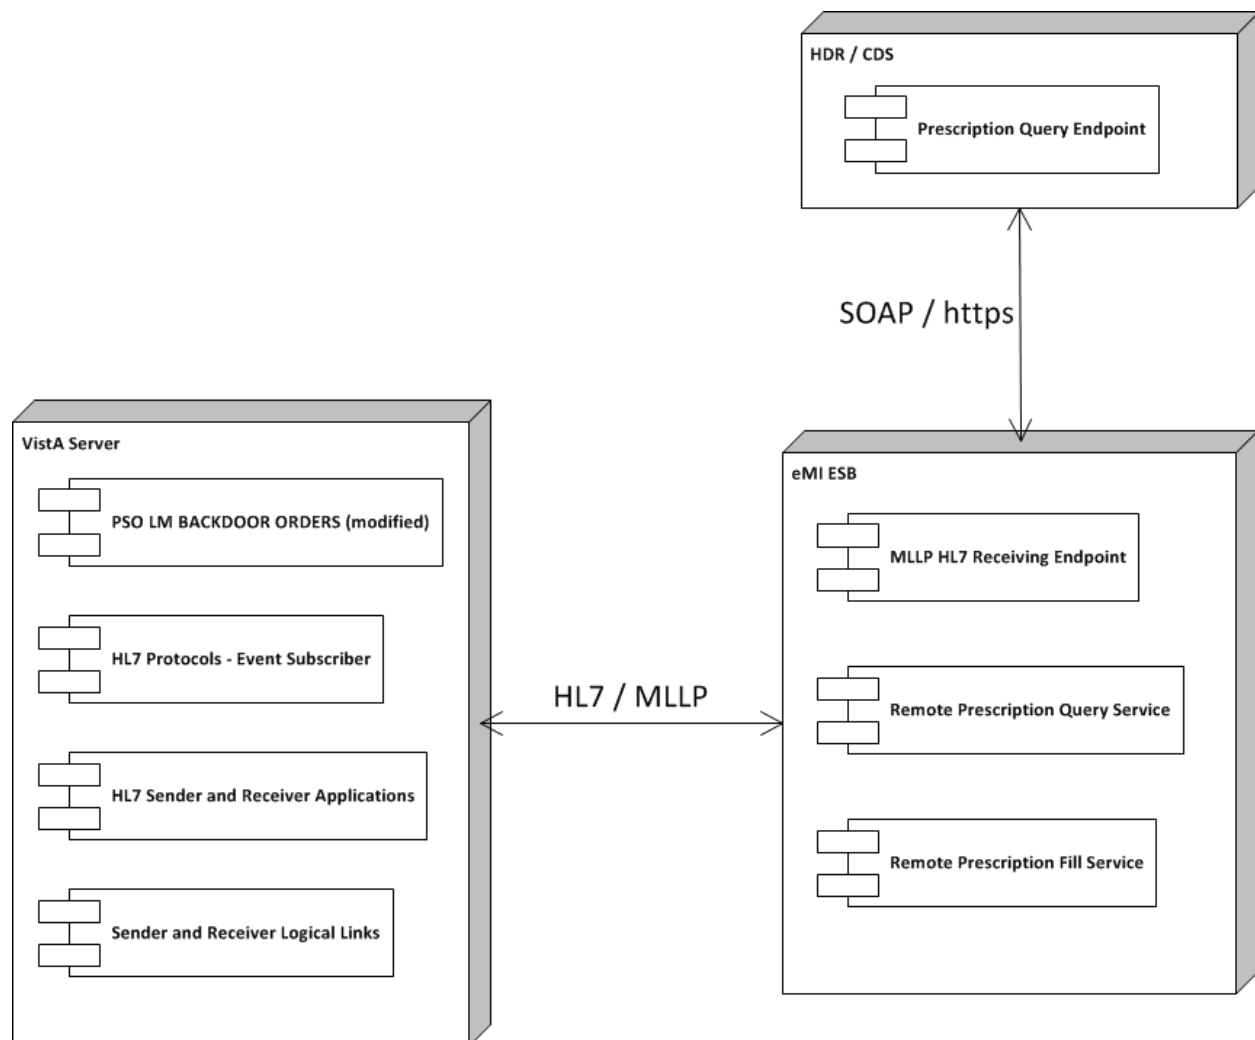 HDR / CDS
Prescription Query Endpoint
SOAP / https
VistA Server
PSO LM BACKDOOR ORDERS (modified)
HL7 Protocols - Event Subscriber
HL7 Sender and Receiver Applications
Sender and Receiver Logical Links
HL7 / MLLP
eMI ESB
MLLP HL7 Receiving Endpoint
Remote Prescription Query Service
Remote Prescription Fill Service